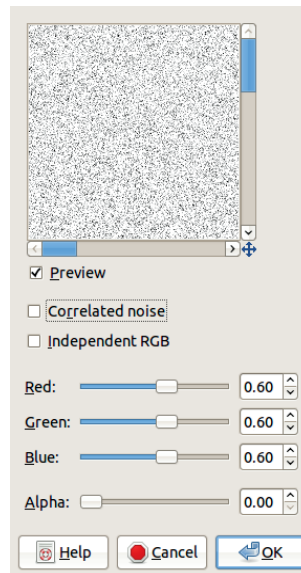 Preview
Correlated noise
Independent RGB
Red: 0.60
Green: 0.60
Blue: 0.60
Alpha: 0.00
Help Cancel OK